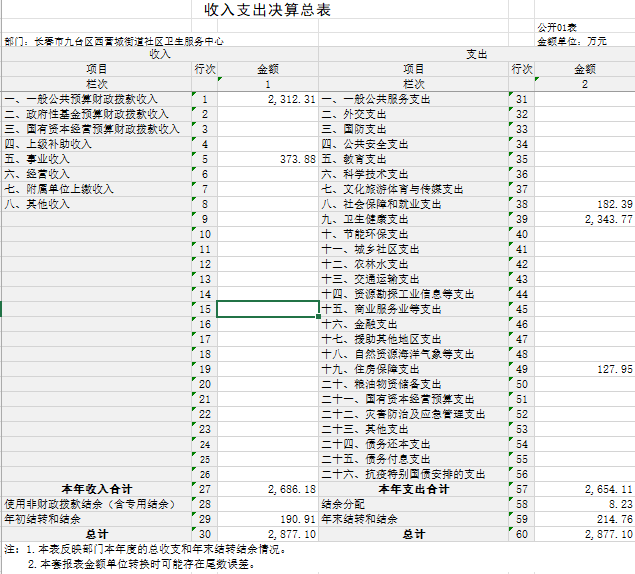 收入支出决算总表
公开01表
部门：长春市九台区西营城街道社区卫生服务中心 金额单位：万元
收入 支出
项目 行次 金额 项目 行次 金额
栏次 1 栏次 2
一、一般公共预算财政拨款收入 1 2,312.31 一、一般公共服务支出 31
二、政府性基金预算财政拨款收入 2 二、外交支出 32
三、国有资本经营预算财政拨款收入 3 三、国防支出 33
四、上级补助收入 4 四、公共安全支出 34
五、事业收入 5 373.88 五、教育支出 35
六、经营收入 6 六、科学技术支出 36
七、附属单位上缴收入 7 七、文化旅游体育与传媒支出 37
八、其他收入 8 八、社会保障和就业支出 38 182.39
9 九、卫生健康支出 39 2,343.77
10 十、节能环保支出 40
11 十一、城乡社区支出 41
12 十二、农林水支出 42
13 十三、交通运输支出 43
14 十四、资源勘探工业信息等支出 44
15 十五、商业服务业等支出 45
16 十六、金融支出 46
17 十七、援助其他地区支出 47
18 十八、自然资源海洋气象等支出 48
19 十九、住房保障支出 49 127.95
20 二十、粮油物资储备支出 50
21 二十一、国有资本经营预算支出 51
22 二十二、灾害防治及应急管理支出 52
23 二十三、其他支出 53
24 二十四、债务还本支出 54
25 二十五、债务付息支出 55
26 二十六、抗疫特别国债安排的支出 56
本年收入合计 27 2,686.18 本年支出合计 57 2,654.11
使用非财政拨款结余（含专用结余） 28 结余分配 58 8.23
年初结转和结余 29 190.91 年末结转和结余 59 214.76
总计 30 2,877.10 总计 60 2,877.10
注：1.本表反映部门本年度的总收支和年末结转结余情况。
2.本套报表金额单位转换时可能存在尾数误差。